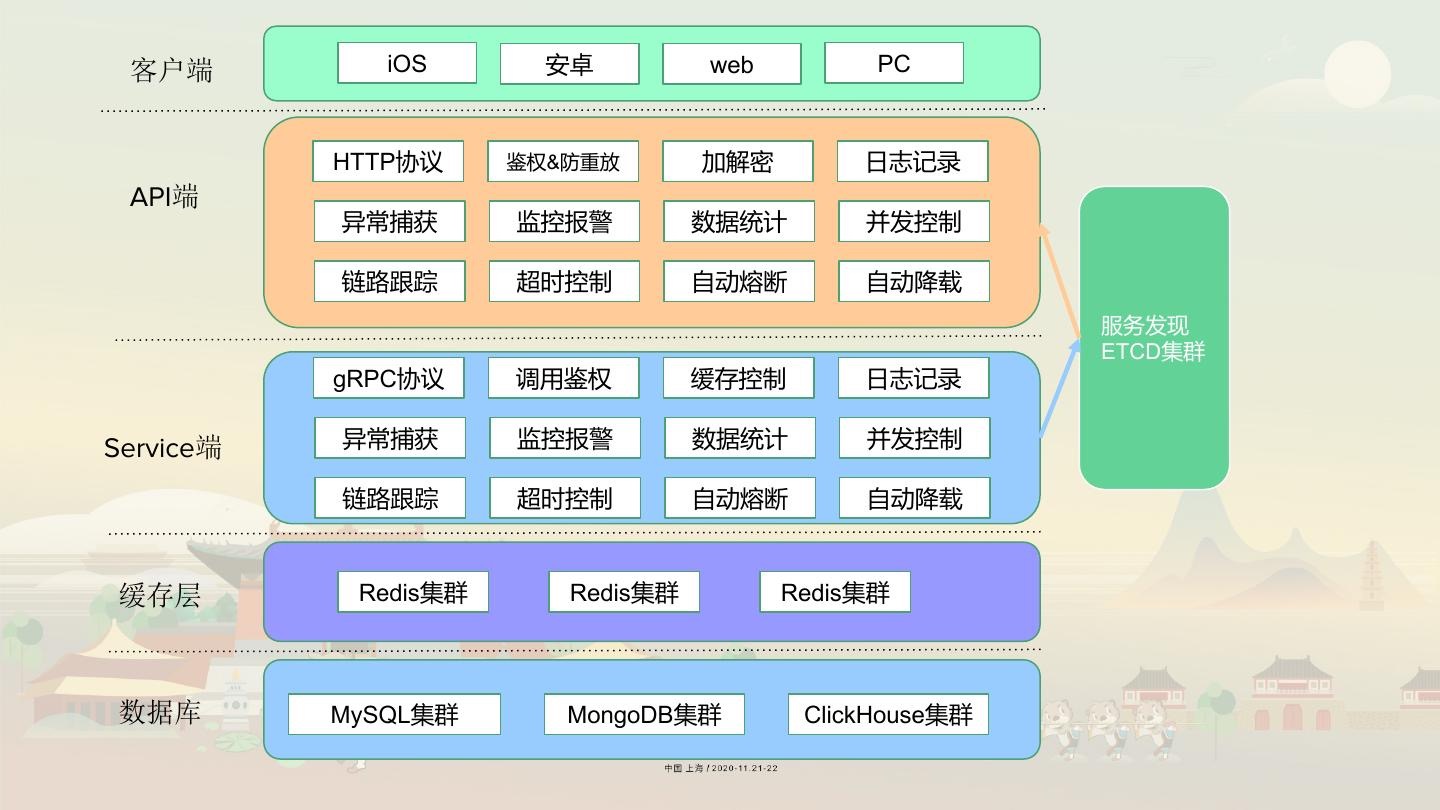 客户端
iOS
安卓
web
PC
API端
HTTP协议
鉴权&防重放
加解密
日志记录
异常捕获
监控报警
数据统计
并发控制
链路跟踪
超时控制
自动熔断
自动降载
服务发现
ETCD集群
Service端
gRPC协议
调用鉴权
缓存控制
日志记录
异常捕获
监控报警
数据统计
并发控制
链路跟踪
超时控制
自动熔断
自动降载
缓存层
Redis集群
Redis集群
Redis集群
数据库
MySQL集群
MongoDB集群
ClickHouse集群
中国 上海 / 2020-11.21-22